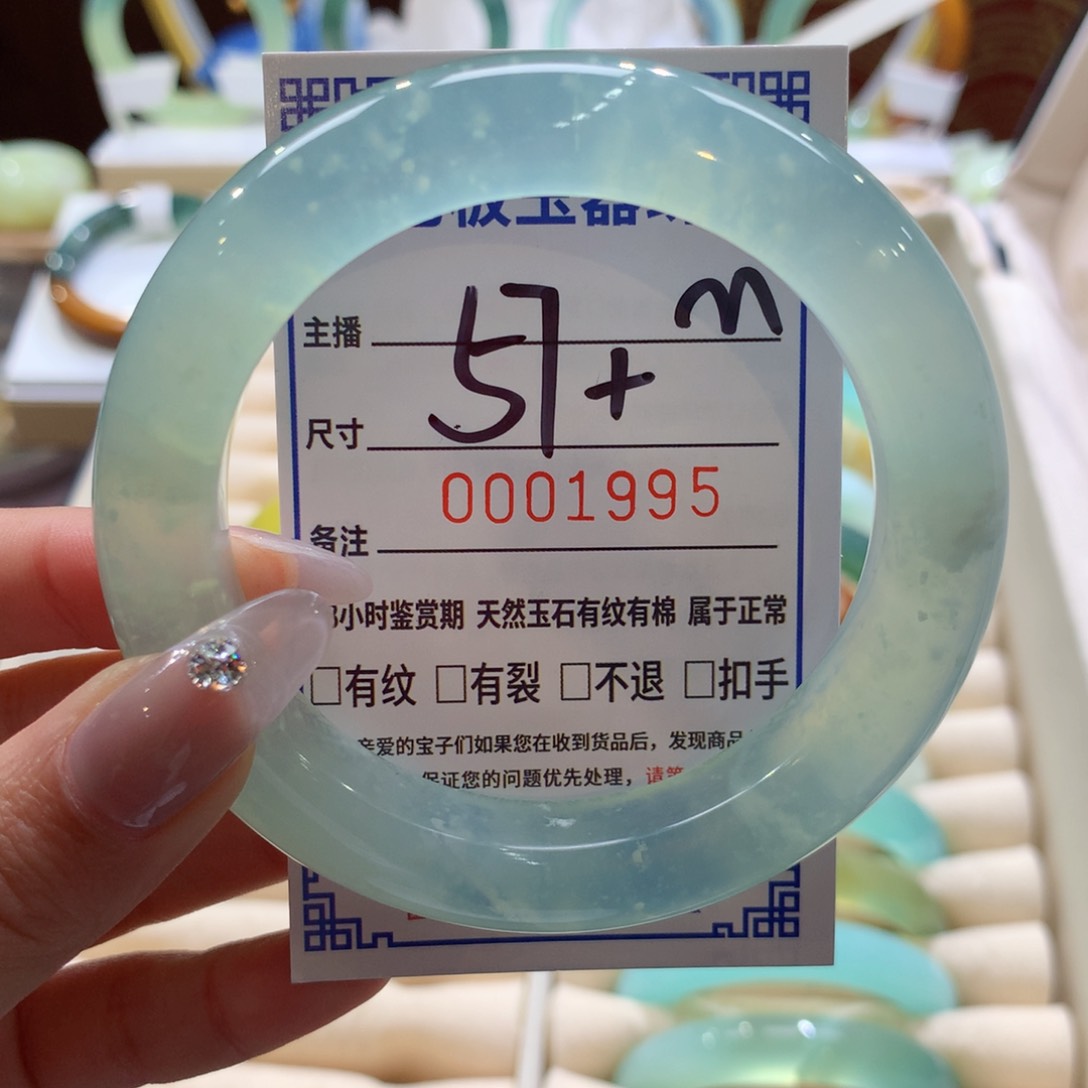 板玉器
主播
m
尺寸
57+
0001995
备注
小时鉴赏期 天然玉石有纹有棉 属于正常
□有纹 □有裂 □不退 □扣手
亲爱的宝子们如果您在收到货品后，发现商品
保证您的问题优先处理，请